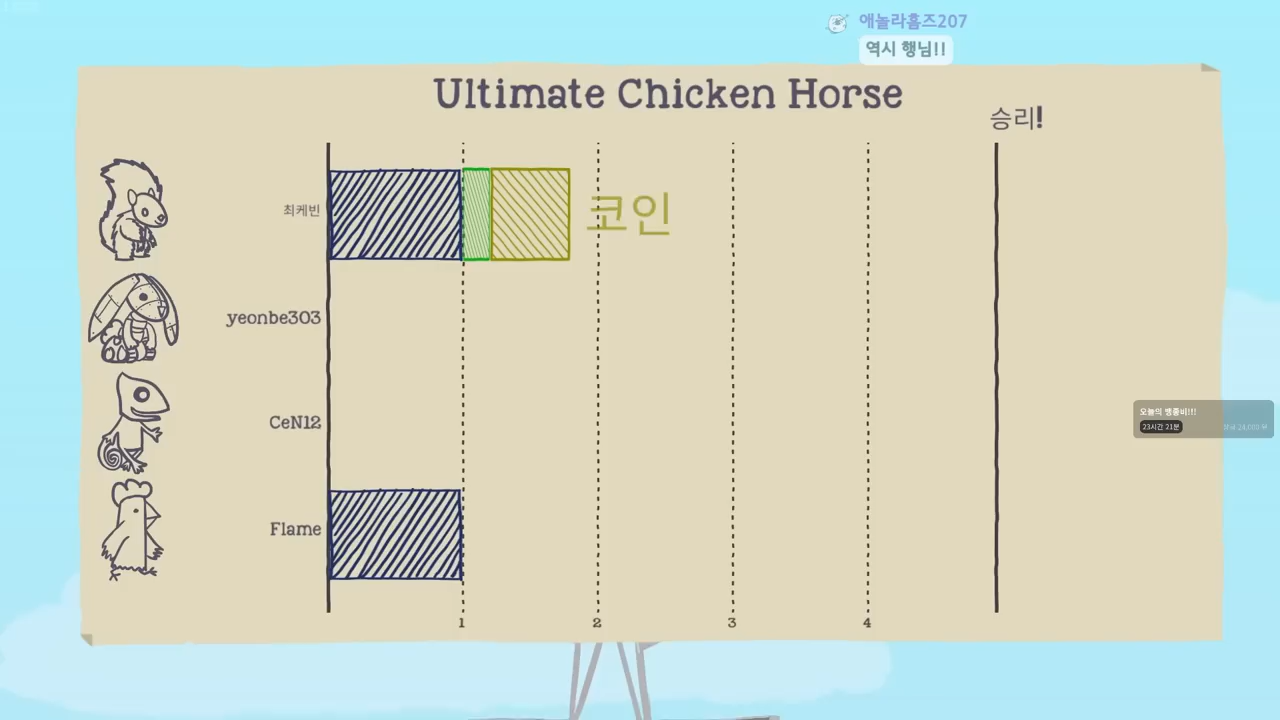 애놀라홈즈207
역시 행님!!
Ultimate Chicken Horse
승리!
최케빈
코인
yeonbe303
CeN12
Flame
오늘의 뱅종비!!!
23시간 21분
1 2 3 4